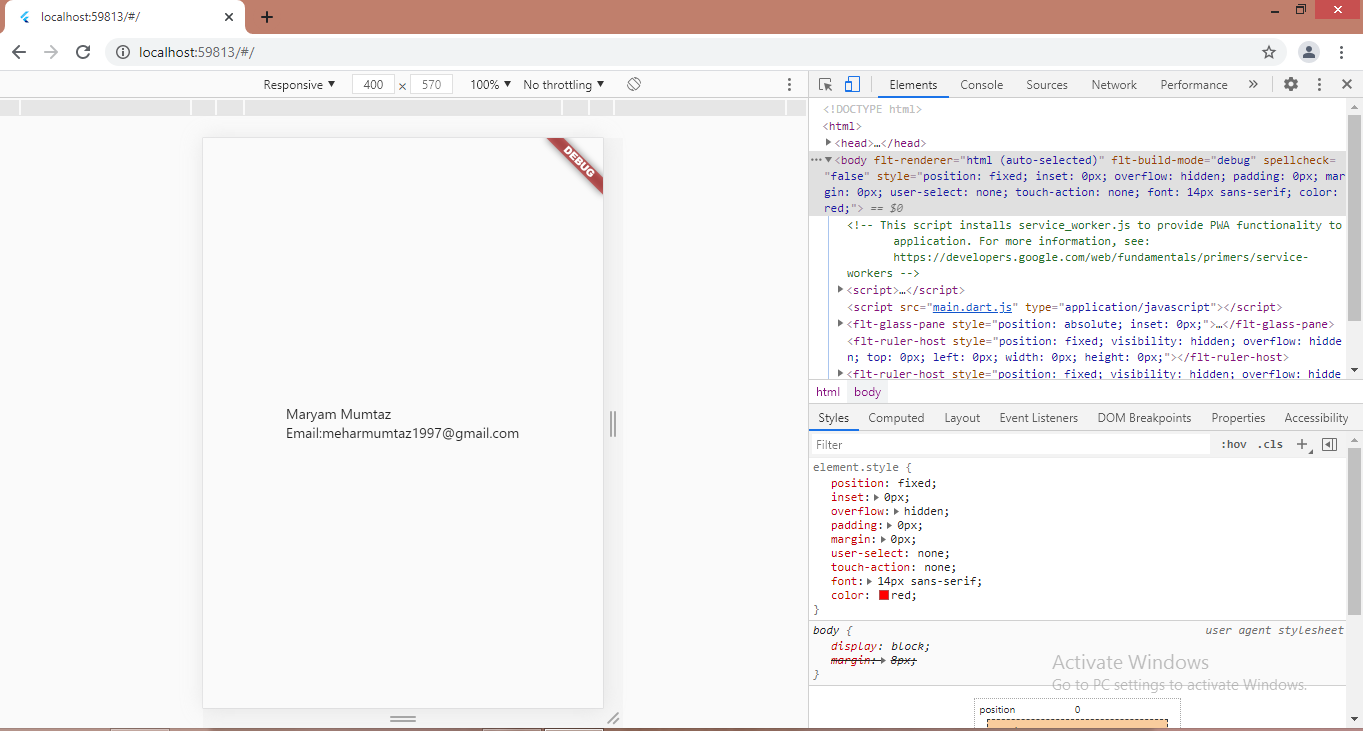 localhost:59813/#/
localhost:59813/#/
Responsive ▼ 400 × 570 100% ▼ No throttling ▼
Elements Console Sources Network Performance »
DEBUG
Maryam Mumtaz
Email:meharmumtaz1997@gmail.com
<!DOCTYPE html>
<html>
▶<head>…</head>
…▼<body flt-renderer="html (auto-selected)" flt-build-mode="debug" spellcheck=
"false" style="position: fixed; inset: 0px; overflow: hidden; padding: 0px; mar
gin: 0px; user-select: none; touch-action: none; font: 14px sans-serif; color:
red;"> == $0
<!-- This script installs service_worker.js to provide PWA functionality to
application. For more information, see:
https://developers.google.com/web/fundamentals/primers/service-
workers -->
▶<script>…</script>
<script src="main.dart.js" type="application/javascript"></script>
▶<flt-glass-pane style="position: absolute; inset: 0px;">…</flt-glass-pane>
<flt-ruler-host style="position: fixed; visibility: hidden; overflow: hidde
n; top: 0px; left: 0px; width: 0px; height: 0px;"></flt-ruler-host>
▶<flt-ruler-host style="position: fixed; visibility: hidden; overflow: hidde
html body
Styles Computed Layout Event Listeners DOM Breakpoints Properties Accessibility
Filter :hov .cls +
element.style {
position: fixed;
inset:▶ 0px;
overflow:▶ hidden;
padding:▶ 0px;
margin:▶ 0px;
user-select: none;
touch-action: none;
font:▶ 14px sans-serif;
color: red;
}
body { user agent stylesheet
display: block;
margin:▶ 8px;
}
Activate Windows
Go to PC settings to activate Windows.
position 0